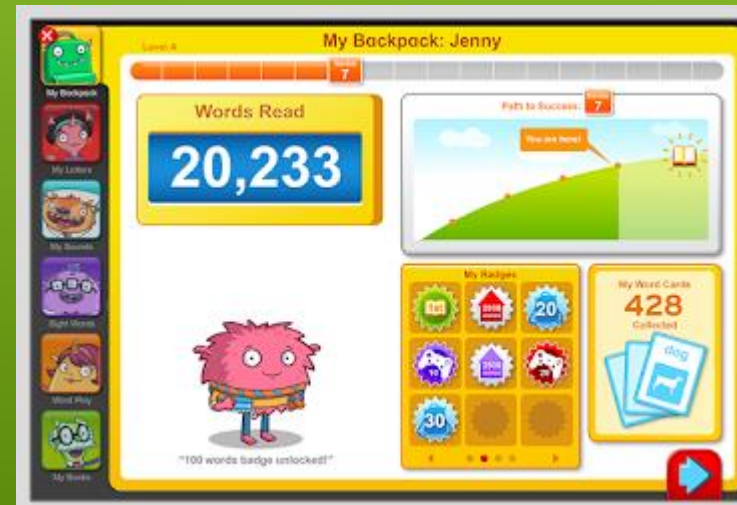 My Backpack: Jenny
Level A
7
My Backpack
My Letters
My Sounds
Sight Words
Word Play
My Books
Words Read
20,233
Path to Success:
7
You are here!
My Badges
1st
20
10
20
30
My Word Cards
428
Collected
dog
"100 words badge unlocked!"